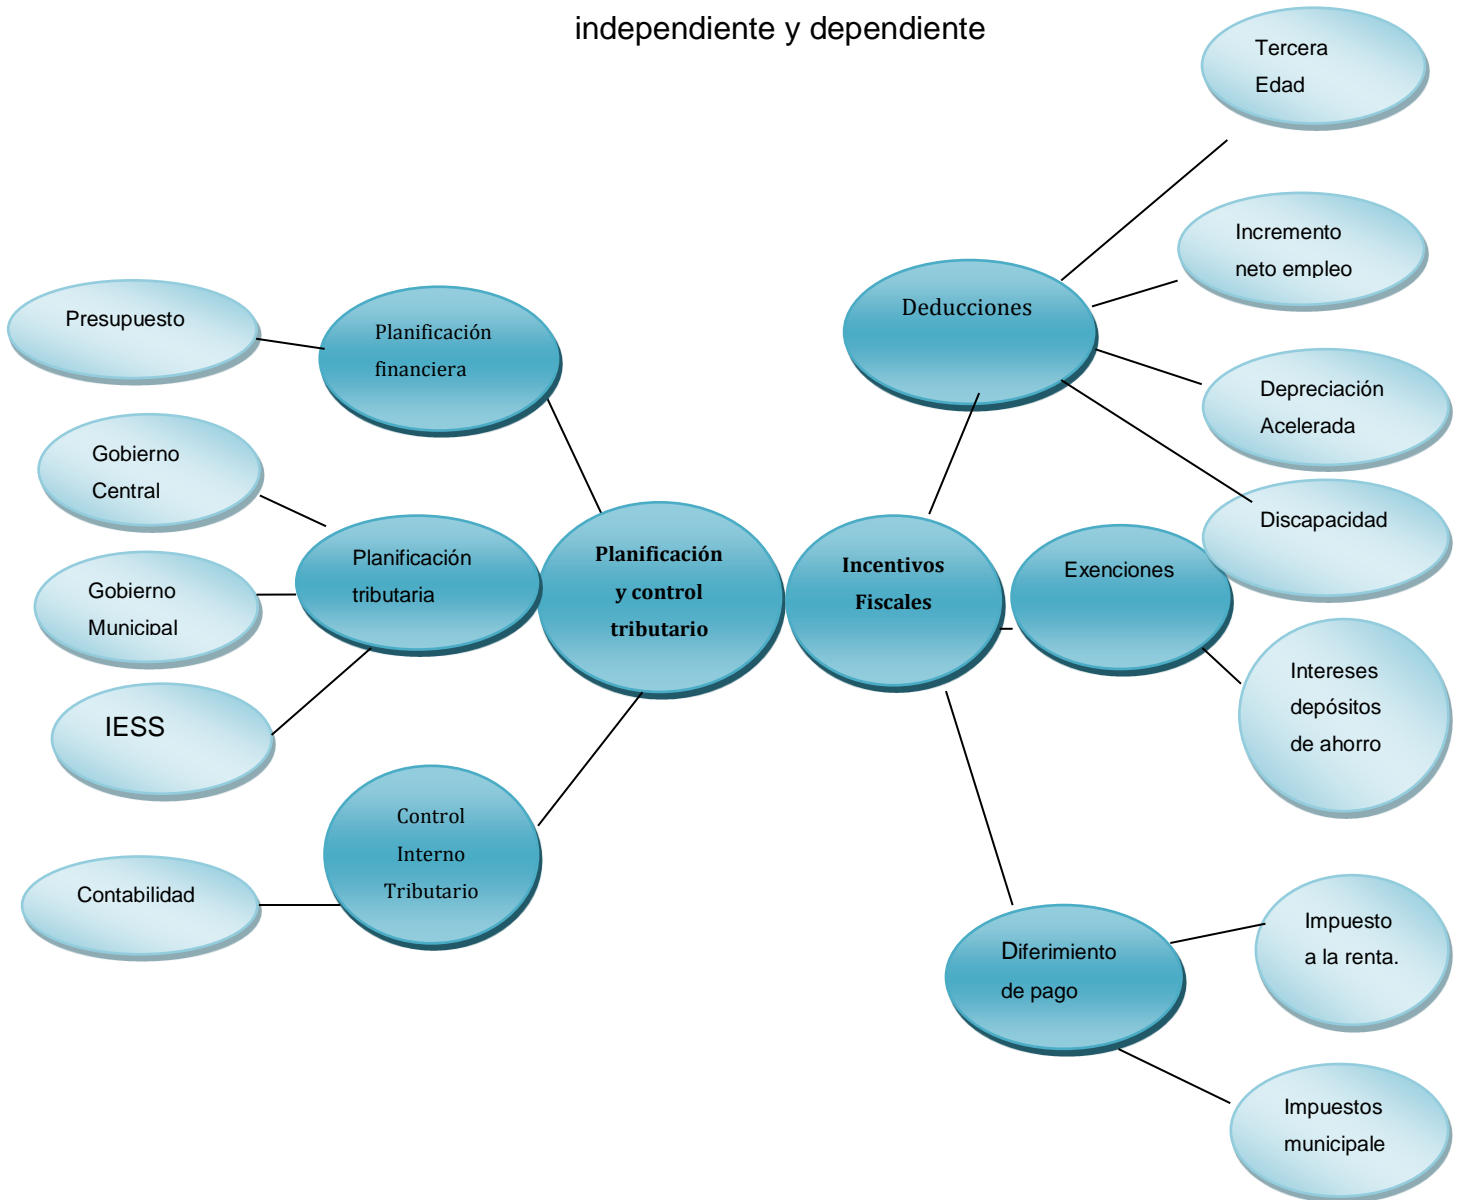 independiente y dependiente
Tercera
Edad
Incremento
neto empleo
Deducciones
Presupuesto
Planificación
financiera
Depreciación
Acelerada
Gobierno
Central
Discapacidad
Planificación
tributaria
Planificación
y control
tributario
Incentivos
Fiscales
Exenciones
Gobierno
Municipal
Intereses
depósitos
de ahorro
IESS
Control
Interno
Tributario
Contabilidad
Diferimiento
de pago
Impuesto
a la renta.
Impuestos
municipale